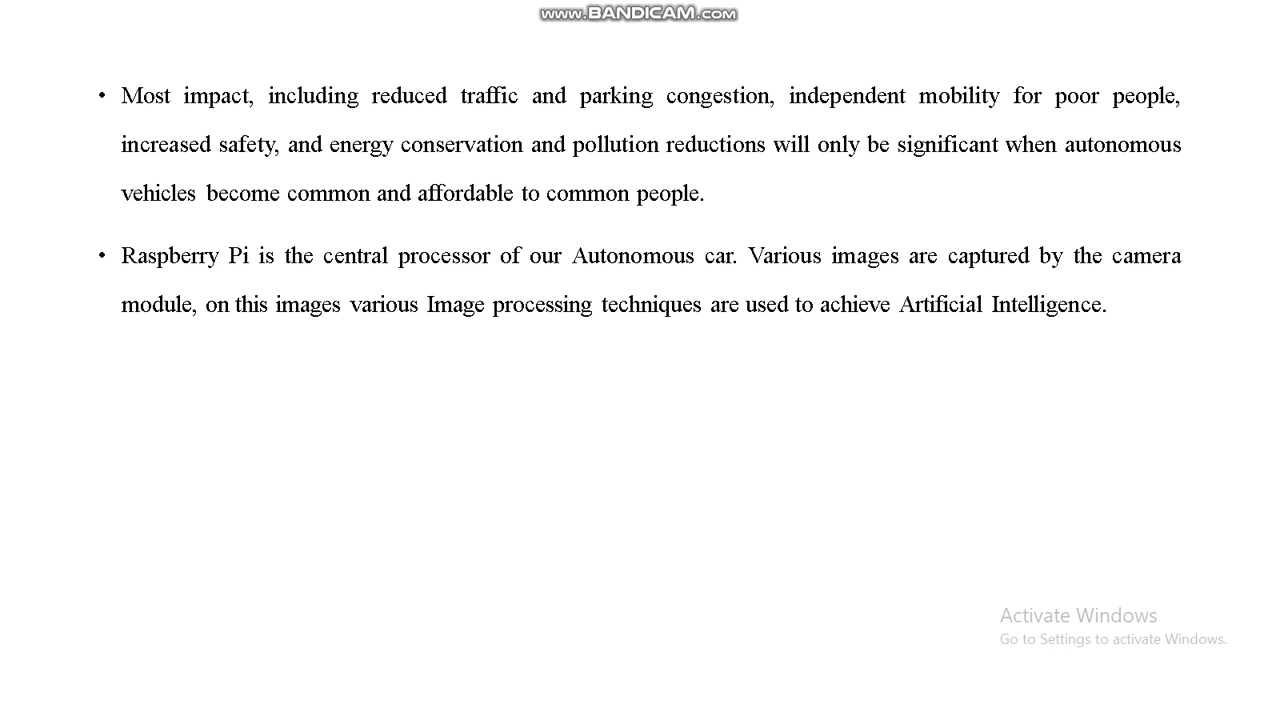 www.BANDICAM.com
• Most impact, including reduced traffic and parking congestion, independent mobility for poor people,
increased safety, and energy conservation and pollution reductions will only be significant when autonomous
vehicles become common and affordable to common people.
• Raspberry Pi is the central processor of our Autonomous car. Various images are captured by the camera
module, on this images various Image processing techniques are used to achieve Artificial Intelligence.
Activate Windows
Go to Settings to activate Windows.